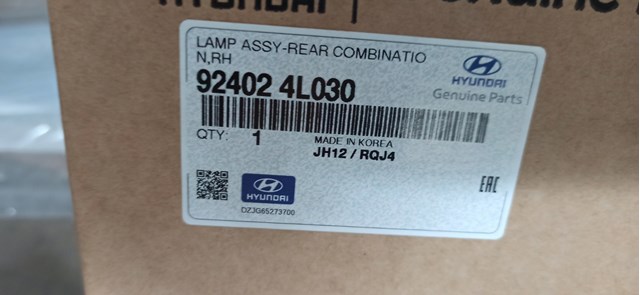 HYUNDAI
LAMP ASSY-REAR COMBINATIO
N,RH
HYUNDAI
Genuine Parts
92402 4L030
QTY: 1
MADE IN KOREA
JH12 / RQJ4
HYUNDAI
DZJG65273700
EAC